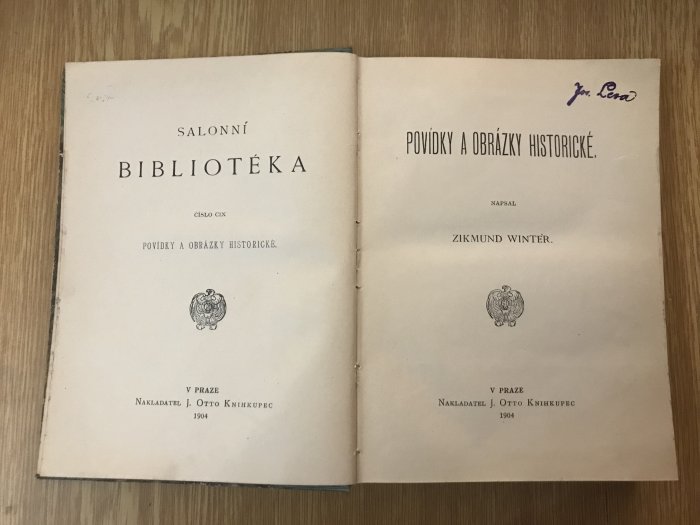 SALONNÍ
BIBLIOTÉKA
ČÍSLO CIX
POVÍDKY A OBRÁZKY HISTORICKÉ.
V PRAZE
NAKLADATEL J. OTTO KNIHKUPEC
1904
Jos. Lexa
POVÍDKY A OBRÁZKY HISTORICKÉ.
NAPSAL
ZIKMUND WINTER.
V PRAZE
NAKLADATEL J. OTTO KNIHKUPEC
1904